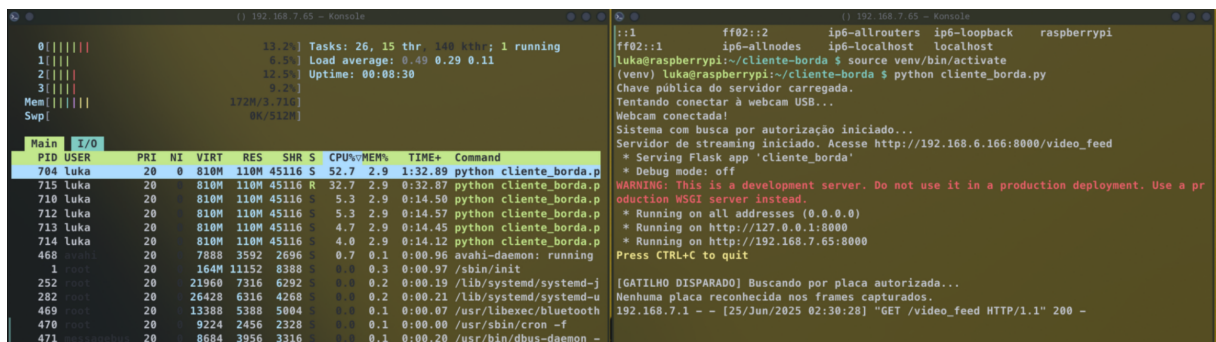 () 192.168.7.65 — Konsole
0[|||||| 13.2%]
1[||| 6.5%]
2[|||| 12.5%]
3[|||| 9.2%]
Mem[|||||| 172M/3.71G]
Swp[ 0K/512M]
Tasks: 26, 15 thr, 140 kthr; 1 running
Load average: 0.49 0.29 0.11
Uptime: 00:08:30
Main I/O
PID USER PRI NI VIRT RES SHR S CPU%▽MEM% TIME+ Command
704 luka 20 0 810M 110M 45116 S 52.7 2.9 1:32.89 python cliente_borda.p
715 luka 20 0 810M 110M 45116 R 32.7 2.9 0:32.87 python cliente_borda.p
710 luka 20 0 810M 110M 45116 S 5.3 2.9 0:14.50 python cliente_borda.p
712 luka 20 0 810M 110M 45116 S 5.3 2.9 0:14.57 python cliente_borda.p
713 luka 20 0 810M 110M 45116 S 4.7 2.9 0:14.45 python cliente_borda.p
714 luka 20 0 810M 110M 45116 S 4.0 2.9 0:14.12 python cliente_borda.p
468 avahi 20 0 7888 3592 2696 S 0.7 0.1 0:00.96 avahi-daemon: running
1 root 20 0 164M 11152 8388 S 0.0 0.3 0:00.97 /sbin/init
252 root 20 0 21960 7316 6292 S 0.0 0.2 0:00.19 /lib/systemd/systemd-j
282 root 20 0 26428 6316 4268 S 0.0 0.2 0:00.21 /lib/systemd/systemd-u
469 root 20 0 13388 5388 5004 S 0.0 0.1 0:00.07 /usr/libexec/bluetooth
470 root 20 0 9224 2456 2328 S 0.0 0.1 0:00.00 /usr/sbin/cron -f
471 20 0 8684 3956 3316 S 0.0 0.1 0:00.20 /usr/bin/dbus-daemon -
() 192.168.7.65 — Konsole
::1 ff02::2 ip6-allrouters ip6-loopback raspberrypi
ff02::1 ip6-allnodes ip6-localhost localhost
luka@raspberrypi:~/cliente-borda $ source venv/bin/activate
(venv) luka@raspberrypi:~/cliente-borda $ python cliente_borda.py
Chave pública do servidor carregada.
Tentando conectar à webcam USB...
Webcam conectada!
Sistema com busca por autorização iniciado...
Servidor de streaming iniciado. Acesse http://192.168.6.166:8000/video_feed
* Serving Flask app 'cliente_borda'
* Debug mode: off
WARNING: This is a development server. Do not use it in a production deployment. Use a pr
oduction WSGI server instead.
* Running on all addresses (0.0.0.0)
* Running on http://127.0.0.1:8000
* Running on http://192.168.7.65:8000
Press CTRL+C to quit
[GATILHO DISPARADO] Buscando por placa autorizada...
Nenhuma placa reconhecida nos frames capturados.
192.168.7.1 - - [25/Jun/2025 02:30:28] "GET /video_feed HTTP/1.1" 200 -